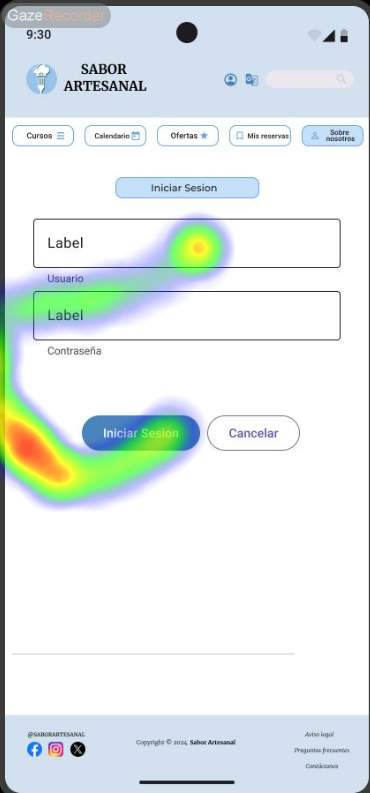 GazeRecorder
9:30
SABOR
ARTESANAL
Cursos
Calendario
Ofertas
Mis reservas
Sobre
nosotros
Iniciar Sesion
Label
Usuario
Label
Contraseña
Iniciar Sesion
Cancelar
@SABORARTESANAL
Copyright © 2024 Sabor Artesanal
Aviso legal
Preguntas frecuentes
Contáctanos